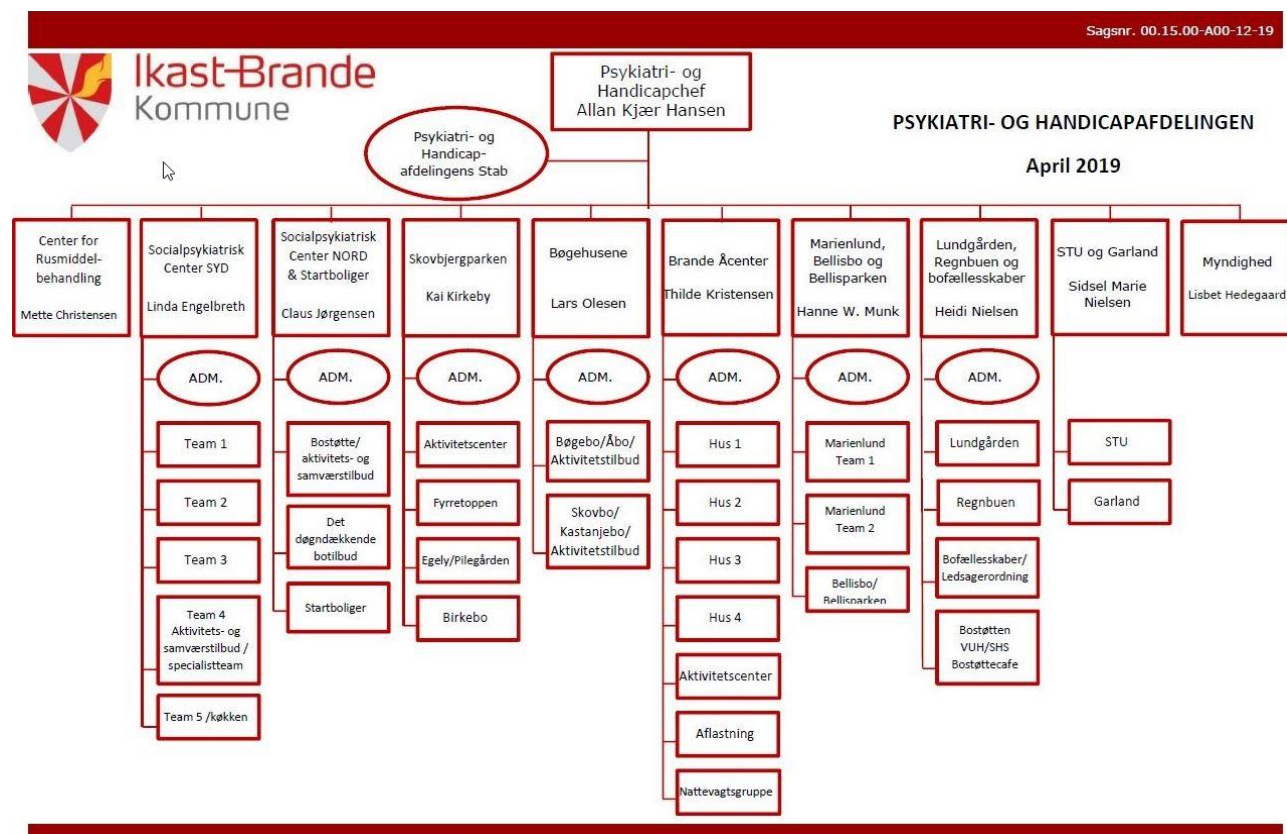 Sagsnr. 00.15.00-A00-12-19
Ikast-Brande
Kommune
Psykiatri- og
Handicapchef
Allan Kjær Hansen
Psykiatri- og
Handicap-
afdelingens Stab
PSYKIATRI- OG HANDICAPAFDELINGEN
April 2019
Center for
Rusmiddel-
behandling
Mette Christensen
Socialpsykiatrisk
Center SYD
Linda Engelbreth
ADM.
Team 1
Team 2
Team 3
Team 4
Aktivitets- og
samværstilbud /
specialistteam
Team 5 /køkken
Socialpsykiatrisk
Center NORD
& Startboliger
Claus Jørgensen
ADM.
Bostøtte/
aktivitets- og
samværstilbud
Det
døgndækkende
botilbud
Startboliger
Skovbjergparken
Kai Kirkeby
ADM.
Aktivitetscenter
Fyrretoppen
Egely/Pilegården
Birkebo
Bøgehusene
Lars Olesen
ADM.
Bøgebo/Åbo/
Aktivitetstilbud
Skovbo/
Kastanjebo/
Aktivitetstilbud
Brande Åcenter
Thilde Kristensen
ADM.
Hus 1
Hus 2
Hus 3
Hus 4
Aktivitetscenter
Aflastning
Nattevagtsgruppe
Marienlund,
Bellisbo og
Bellisparken
Hanne W. Munk
ADM.
Marienlund
Team 1
Marienlund
Team 2
Bellisbo/
Bellisparken
Lundgården,
Regnbuen og
bofællesskaber
Heidi Nielsen
ADM.
Lundgården
Regnbuen
Bofællesskaber/
Ledsagerordning
Bostøtten
VUH/SHS
Bostøttecafe
STU og Garland
Sidsel Marie
Nielsen
STU
Garland
Myndighed
Lisbet Hedegaard